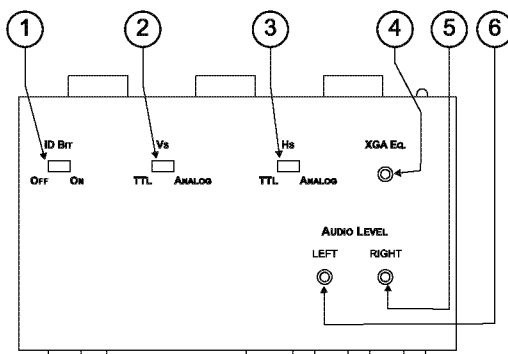 1 2 3 4 5 6
ID BIT VS HS XGA EQ.
OFF ON TTL ANALOG TTL ANALOG
AUDIO LEVEL
LEFT RIGHT